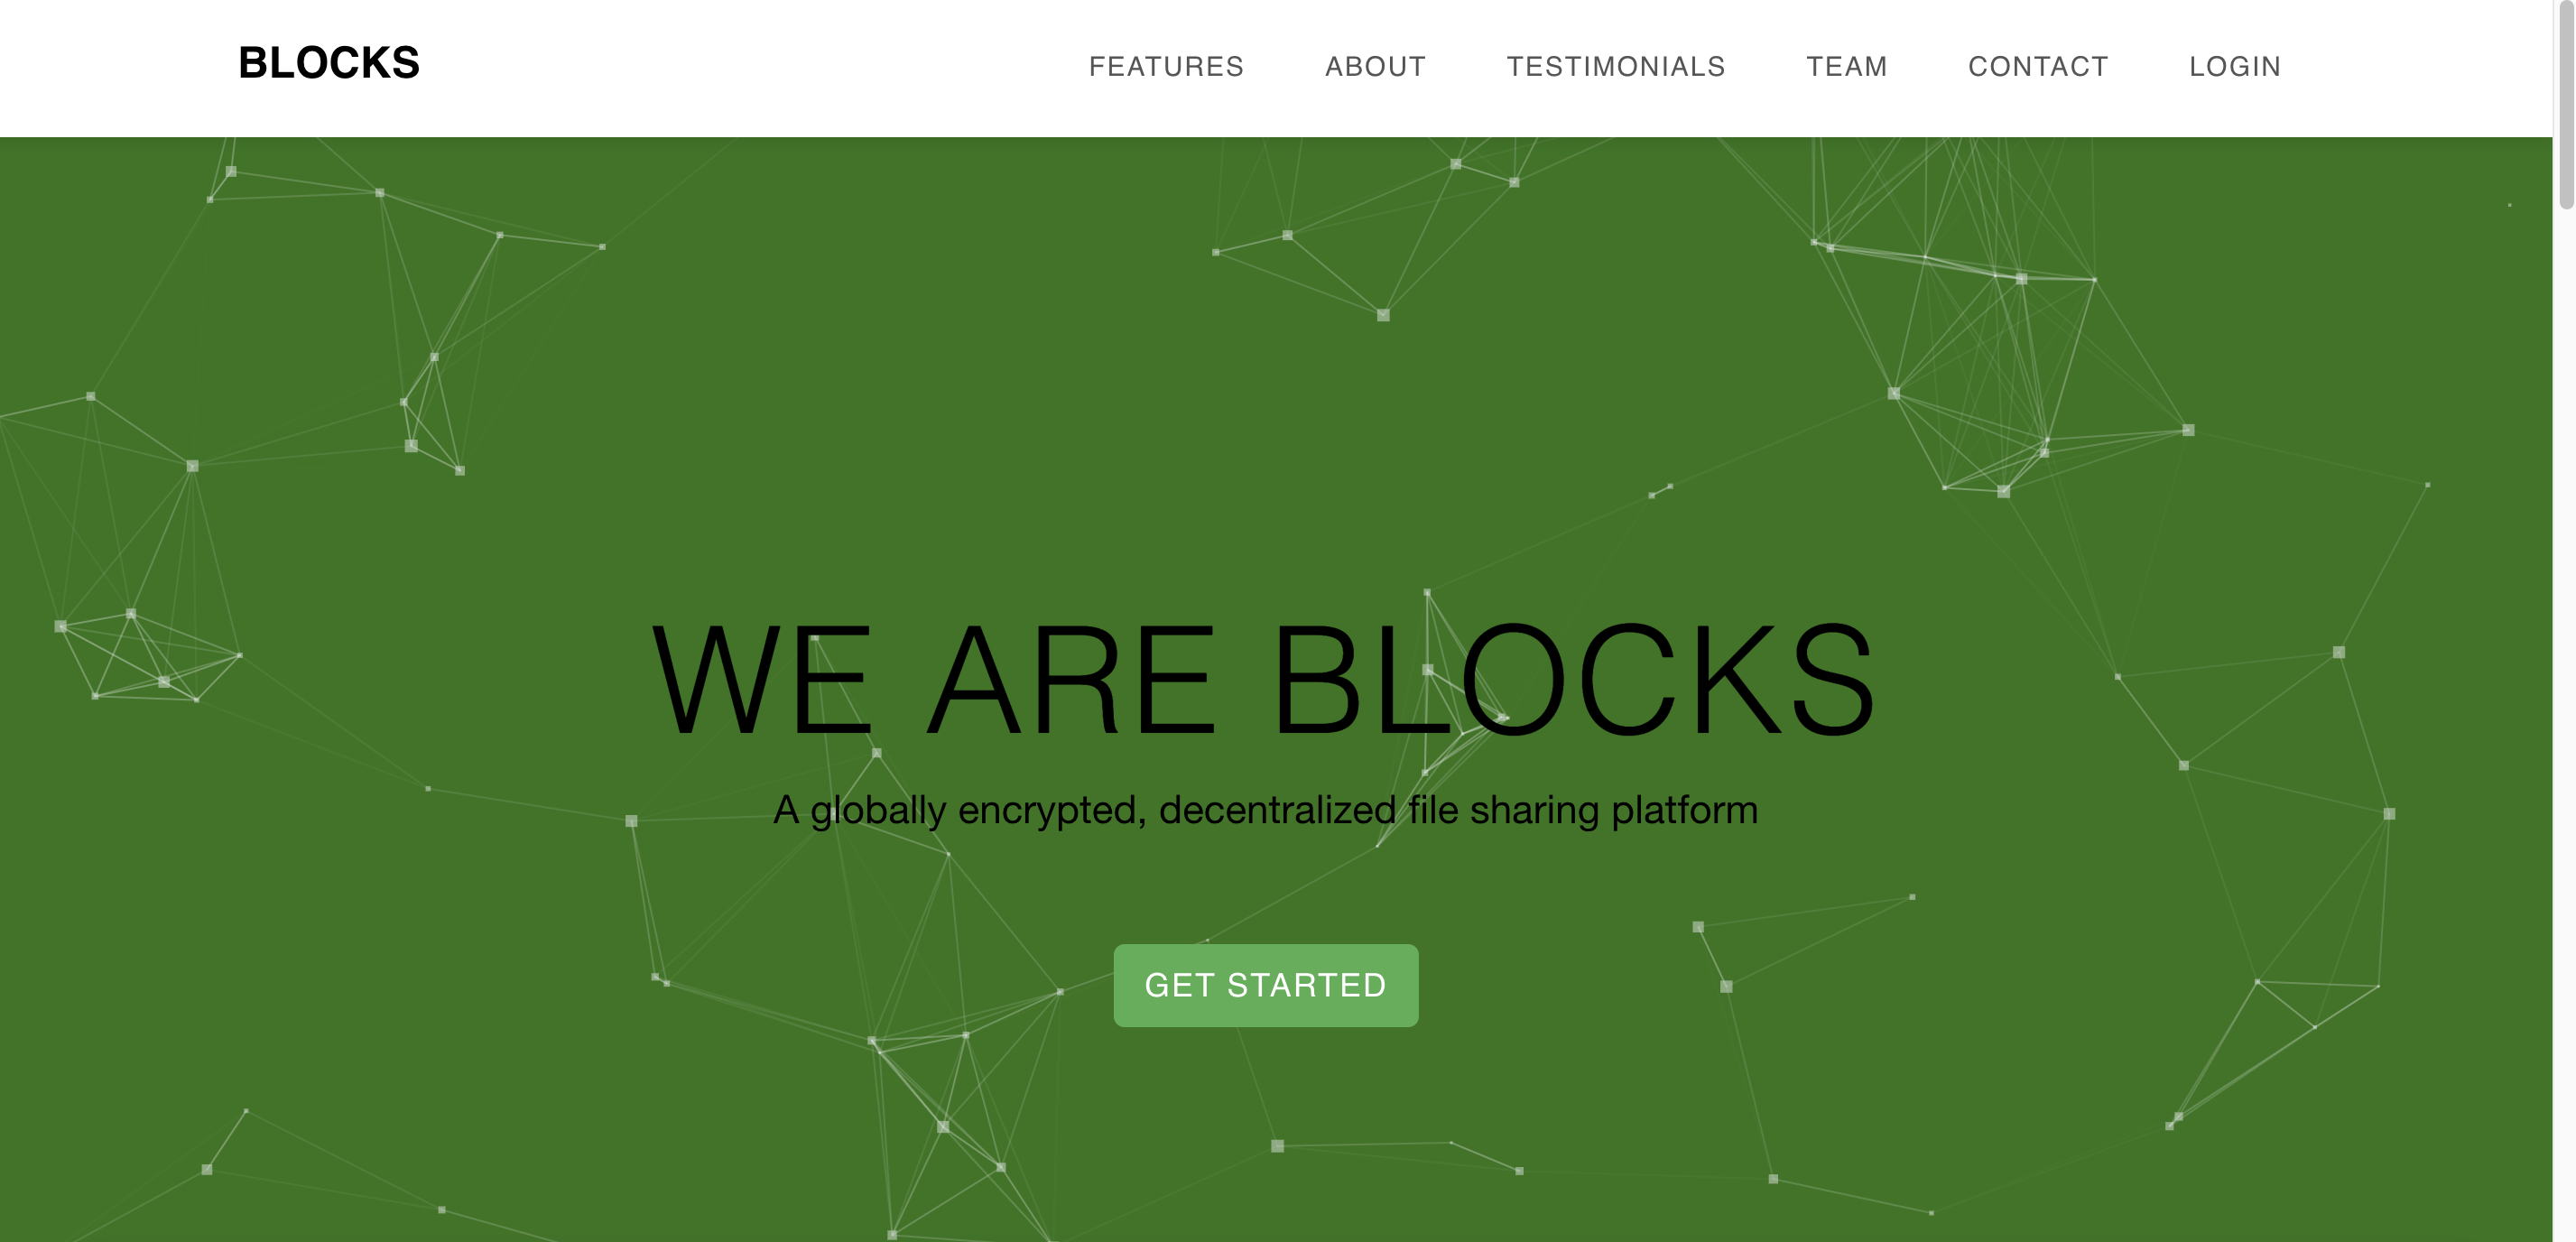 BLOCKS
FEATURES ABOUT TESTIMONIALS TEAM CONTACT LOGIN
WE ARE BLOCKS
A globally encrypted, decentralized file sharing platform
GET STARTED